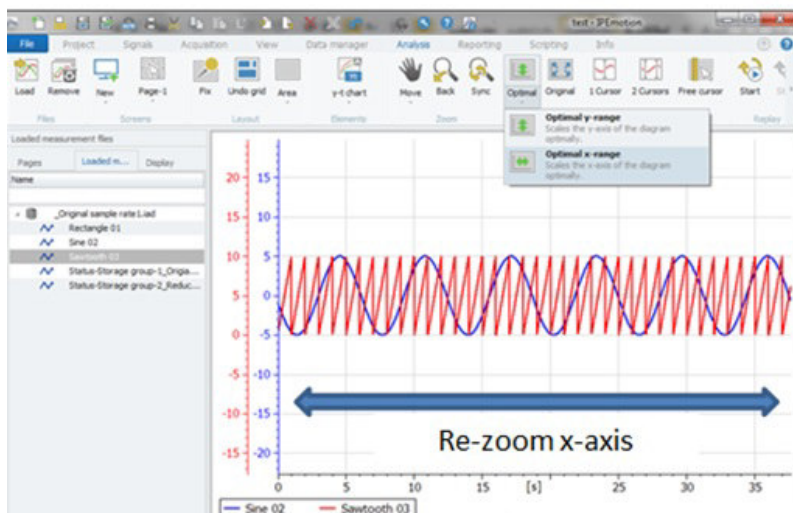 test - IPEmotion
File Project Signals Acquisition View Data manager Analysis Reporting Scripting Info
Load Remove New Page-1 Fix Undo grid Area y-t chart Move Back Sync Optimal Original 1 Cursor 2 Cursors Free cursor Start
Files Screens Layout Elements Zoom Replay
Optimal y-range
Scales the y-axis of the diagram
optimally.
Optimal x-range
Scales the x-axis of the diagram
optimally.
Loaded measurement files
Pages Loaded m... Display
Name
_Original sample rate1.iad
Rectangle 01
Sine 02
Sawtooth 03
Status-Storage group-1_Origia...
Status-Storage group-2_Reduc...
20 15
15 10
10 5
5 0
0 -5
-5 -10
-10 -15
-15 -20
Re-zoom x-axis
0 5 10 15 [s] 25 30 35
Sine 02 Sawtooth 03